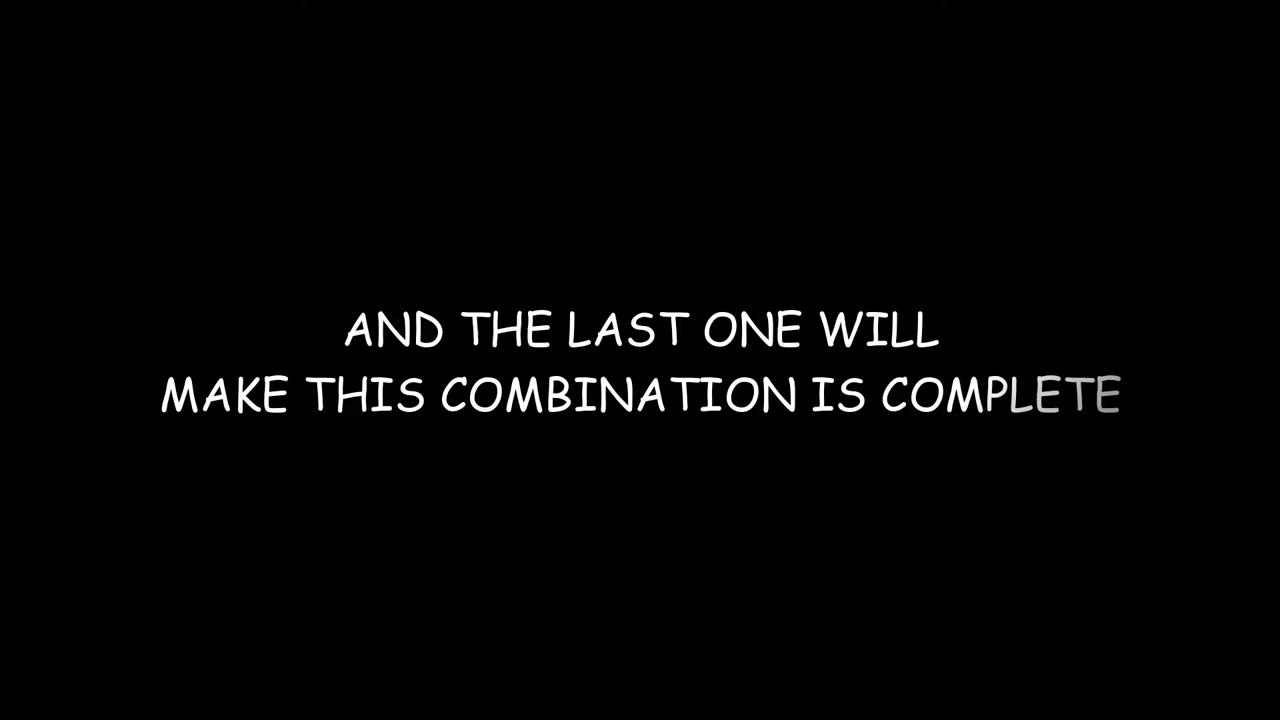 AND THE LAST ONE WILL
MAKE THIS COMBINATION IS COMPLETE